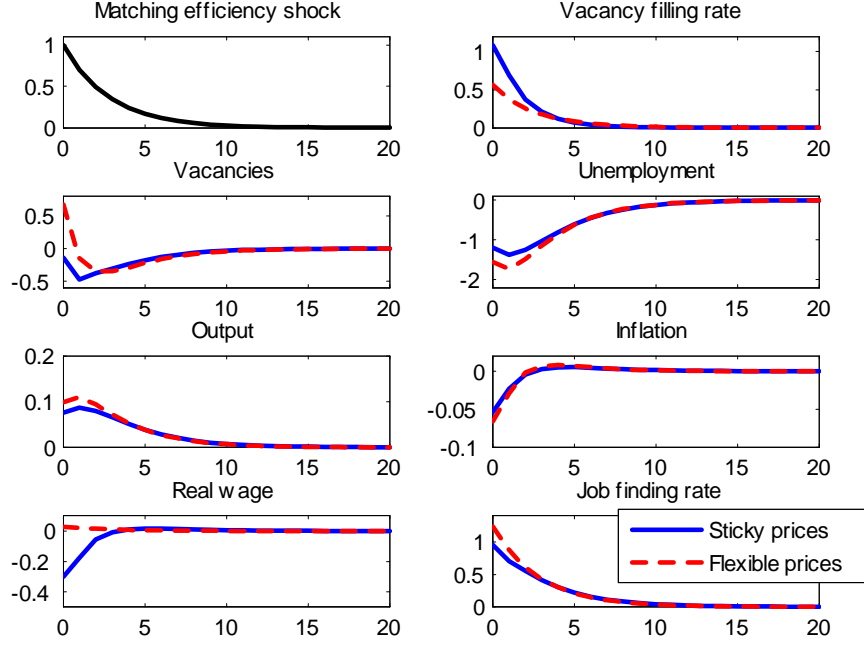 Matching efficiency shock
1
0.5
0
0 5 10 15 20
Vacancy filling rate
1
0.5
0
0 5 10 15 20
Vacancies
0.5
0
-0.5
0 5 10 15 20
Unemployment
0
-1
-2
0 5 10 15 20
Output
0.2
0.1
0
0 5 10 15 20
Inflation
0
-0.05
-0.1
0 5 10 15 20
Real wage
0
-0.2
-0.4
0 5 10 15 20
Job finding rate
1
0.5
0
0 5 10 15 20
Sticky prices
Flexible prices